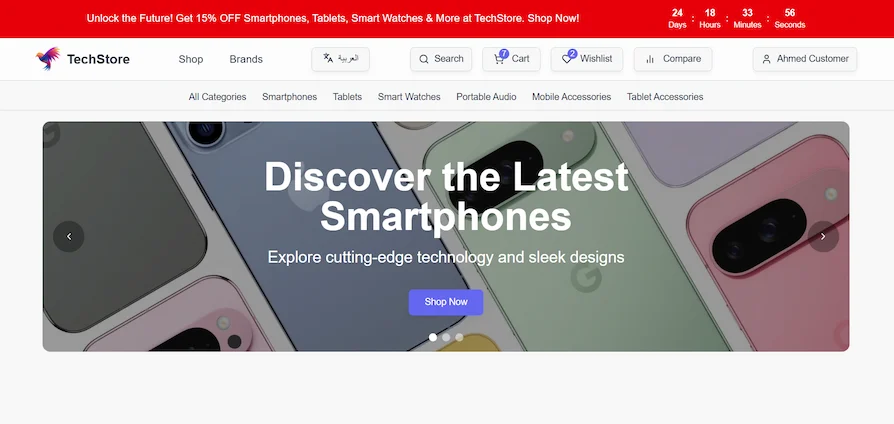 Unlock the Future! Get 15% OFF Smartphones, Tablets, Smart Watches & More at TechStore. Shop Now!
24 : 18 : 33 : 56
Days Hours Minutes Seconds
TechStore Shop Brands العربية Search 7 Cart 2 Wishlist Compare Ahmed Customer
All Categories Smartphones Tablets Smart Watches Portable Audio Mobile Accessories Tablet Accessories
Discover the Latest
Smartphones
Explore cutting-edge technology and sleek designs
Shop Now